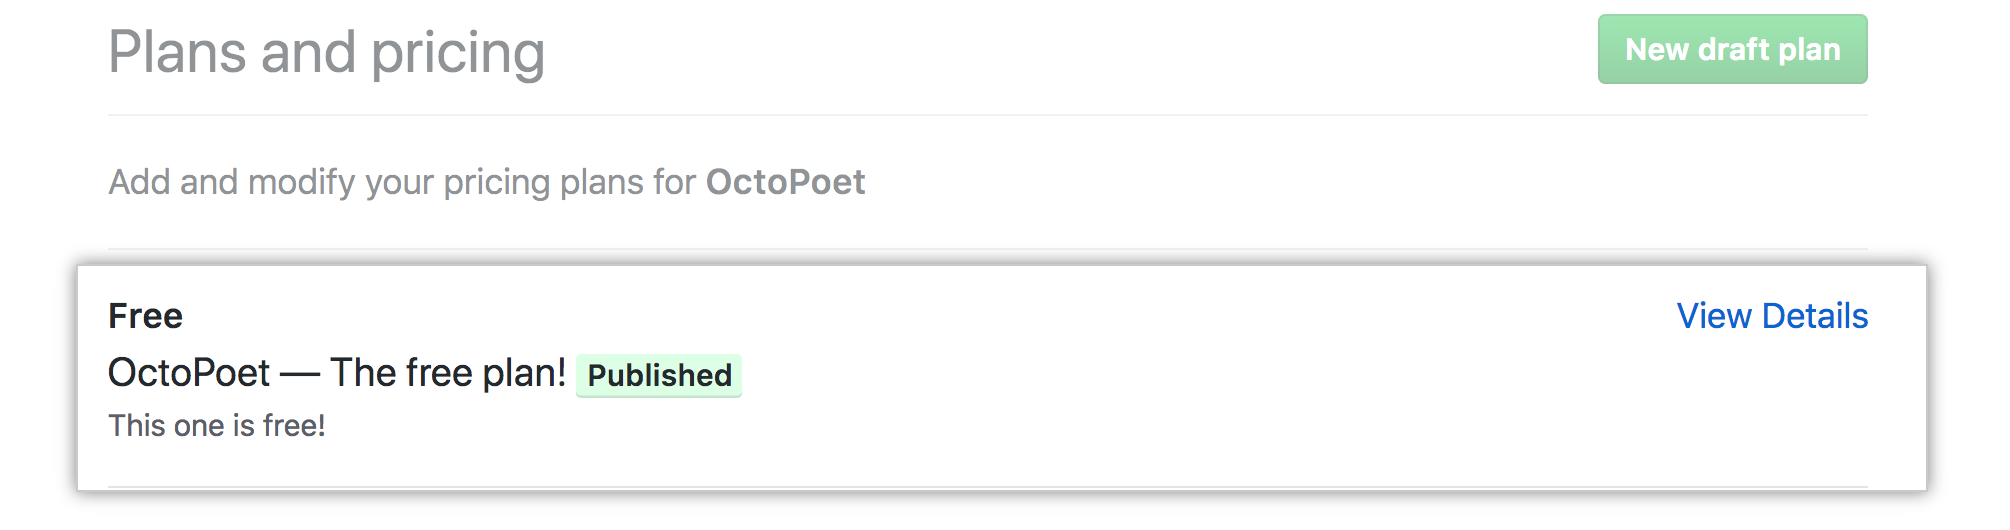 Plans and pricing
New draft plan
Add and modify your pricing plans for OctoPoet
Free
View Details
OctoPoet — The free plan! Published
This one is free!